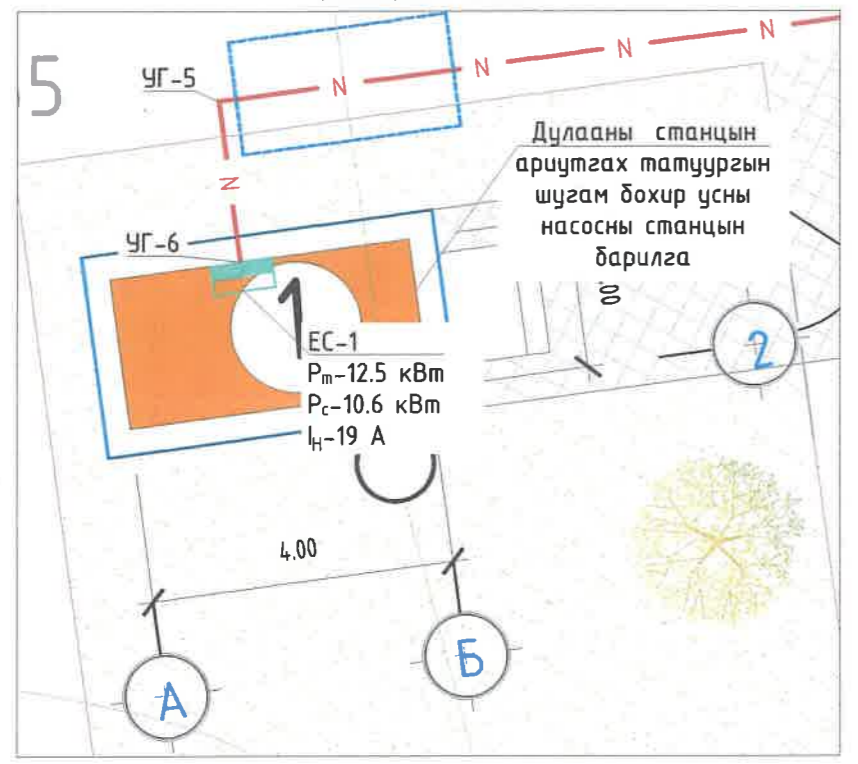 5
УГ-5
N
N
N
N
N
Дулааны станцын
ариутгах татуургын
шугам бохир усны
насосны станцын
барилга
УГ-6
1
ЕС-1
Pт-12.5 кВт
Pс-10.6 кВт
IН-19 А
2
4.00
А
Б